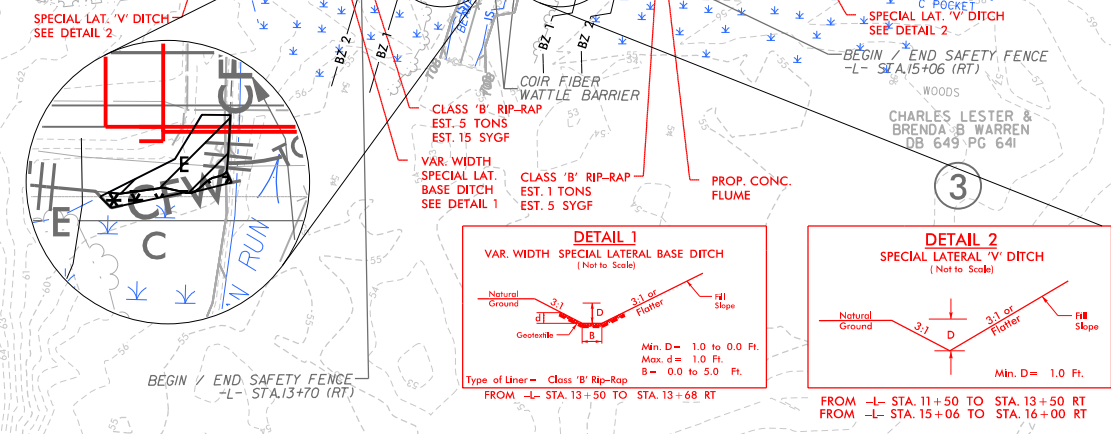 SPECIAL LAT. 'V' DITCH
SEE DETAIL 2
BZ 2
BZ 1
TOB
BZ 1
BZ 2
COIR FIBER
WATTLE BARRIER
C POCKET
SPECIAL LAT. 'V' DITCH
SEE DETAIL 2
BEGIN / END SAFETY FENCE
-L- STA.15+06 (RT)
WOODS
CHARLES LESTER &
BRENDA B WARREN
DB 649 PG 641
3
CLASS 'B' RIP-RAP
EST. 5 TONS
EST. 15 SYGF
VAR. WIDTH
SPECIAL LAT.
BASE DITCH
SEE DETAIL 1
CLASS 'B' RIP-RAP
EST. 1 TONS
EST. 5 SYGF
PROP. CONC.
FLUME
E
CFW
E
C
'N RUN
DETAIL 1
VAR. WIDTH SPECIAL LATERAL BASE DITCH
(Not to Scale)
Natural
Ground
3:1
D
3:1 or
Flatter
Fill
Slope
d
Geotextile
B
Min. D= 1.0 to 0.0 Ft.
Max. d= 1.0 Ft.
B= 0.0 to 5.0 Ft.
Type of Liner= Class 'B' Rip-Rap
FROM -L- STA. 13+50 TO STA. 13+68 RT
DETAIL 2
SPECIAL LATERAL 'V' DITCH
(Not to Scale)
Natural
Ground
3:1
D
3:1 or
Flatter
Fill
Slope
Min. D= 1.0 Ft.
FROM -L- STA. 11+50 TO STA. 13+50 RT
FROM -L- STA. 15+06 TO STA. 16+00 RT
BEGIN / END SAFETY FENCE
-L- STA.13+70 (RT)